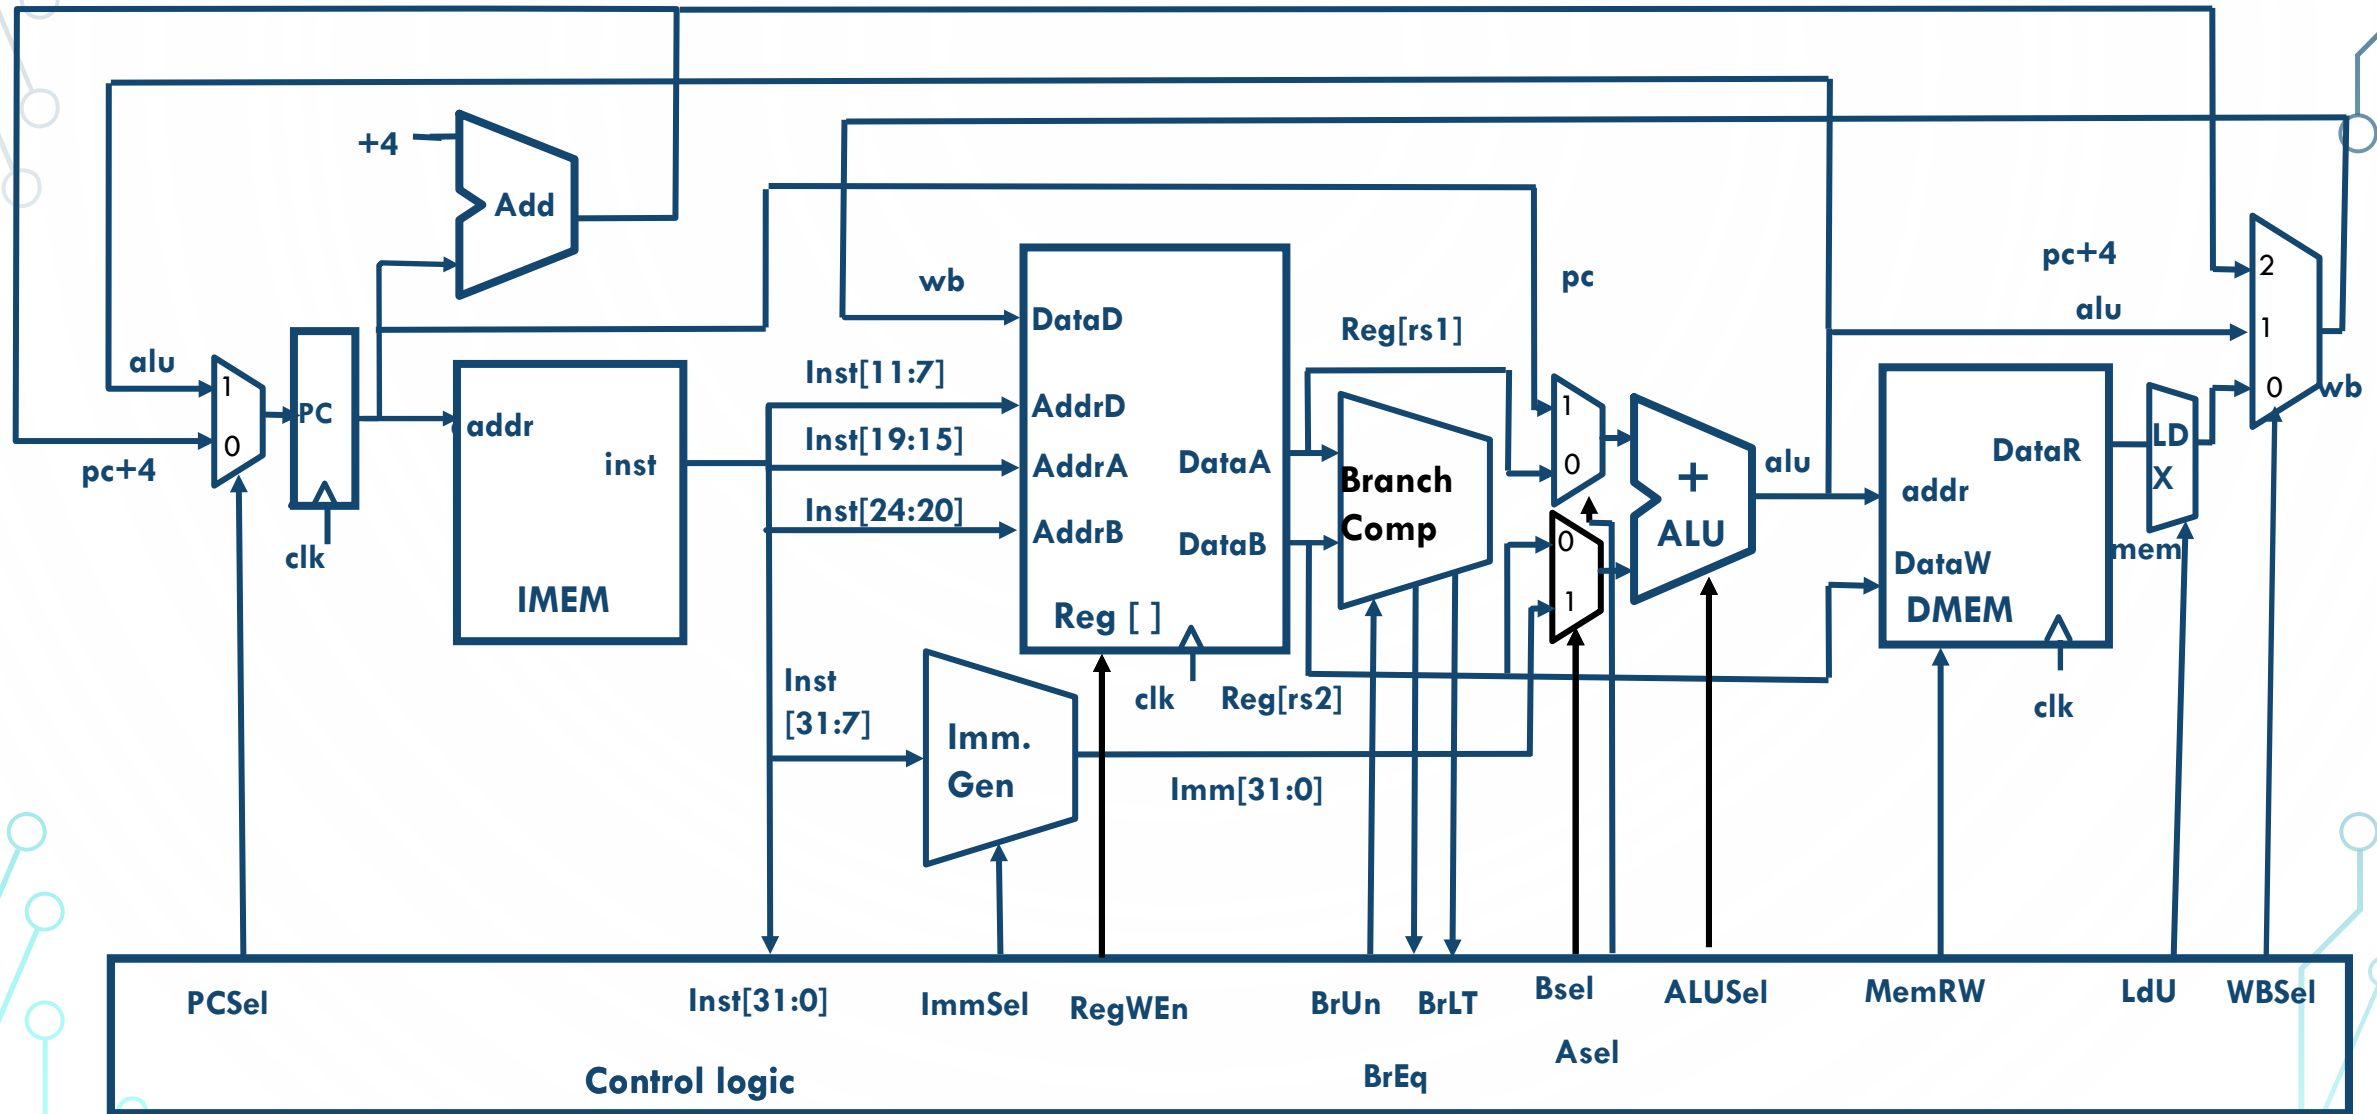 +4
Add
wb
pc
pc+4
alu
2
1
0
wb
DataD
Reg[rs1]
alu
1
0
PC
addr
inst
IMEM
clk
pc+4
Inst[11:7]
AddrD
Inst[19:15]
AddrA
Inst[24:20]
AddrB
DataA
DataB
Reg [ ]
clk
Reg[rs2]
Branch
Comp
1
0
0
1
+
ALU
alu
addr
DataR
DataW
DMEM
clk
LD
X
mem
Inst
[31:7]
Imm.
Gen
Imm[31:0]
PCSel
Inst[31:0]
ImmSel
RegWEn
BrUn
BrLT
Bsel
ALUSel
MemRW
LdU
WBSel
Asel
BrEq
Control logic